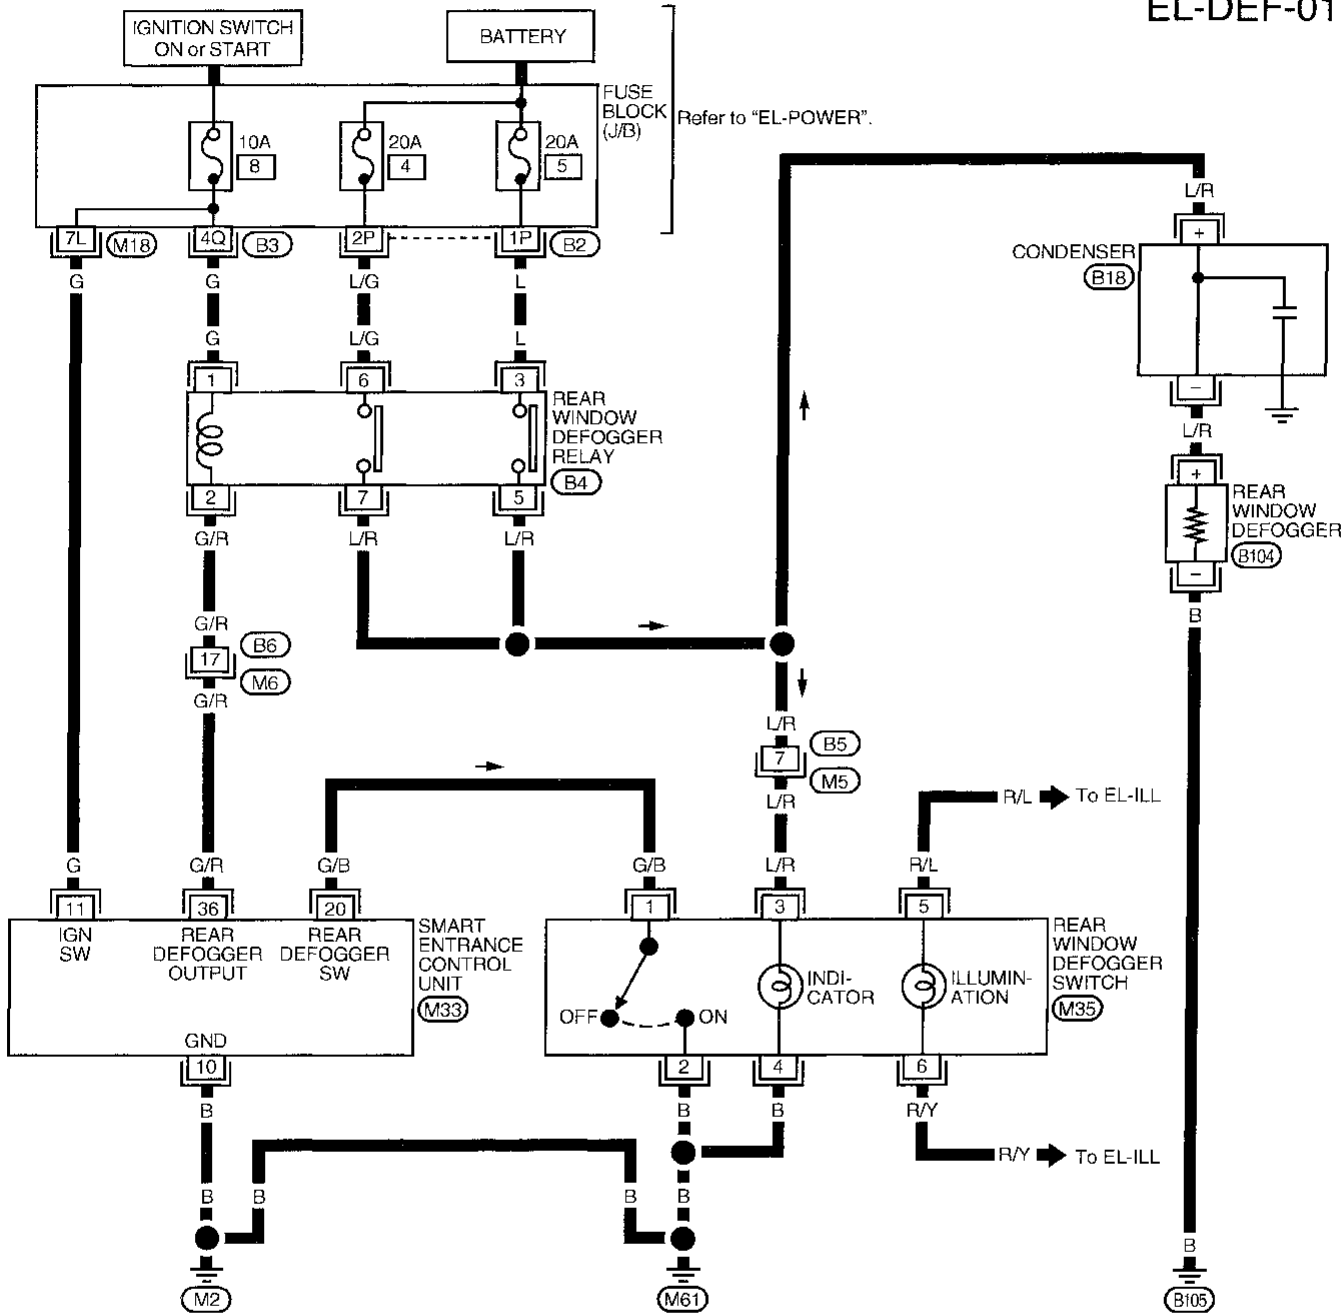 EL-DEF-01
IGNITION SWITCH
ON or START
BATTERY
FUSE
BLOCK
(J/B)
Refer to "EL-POWER".
10A
8
20A
4
20A
5
7L
M18
4Q
B3
2P
1P
B2
G
G
L/G
L
G
L/G
L
1
6
3
REAR
WINDOW
DEFOGGER
RELAY
B4
2
7
5
G/R
L/R
L/R
L/R
+
CONDENSER
B18
−
L/R
+
REAR
WINDOW
DEFOGGER
B104
−
B
G/R
17
B6
M6
G/R
L/R
7
B5
M5
L/R
R/L
To EL-ILL
G
G/R
G/B
G/B
L/R
R/L
11
36
20
1
3
5
IGN
SW
REAR
DEFOGGER
OUTPUT
REAR
DEFOGGER
SW
SMART
ENTRANCE
CONTROL
UNIT
M33
GND
10
OFF
ON
INDI-
CATOR
ILLUMIN-
ATION
REAR
WINDOW
DEFOGGER
SWITCH
M35
2
4
6
B
B
B
R/Y
R/Y
To EL-ILL
B
B
B
B
B
M2
M61
B105